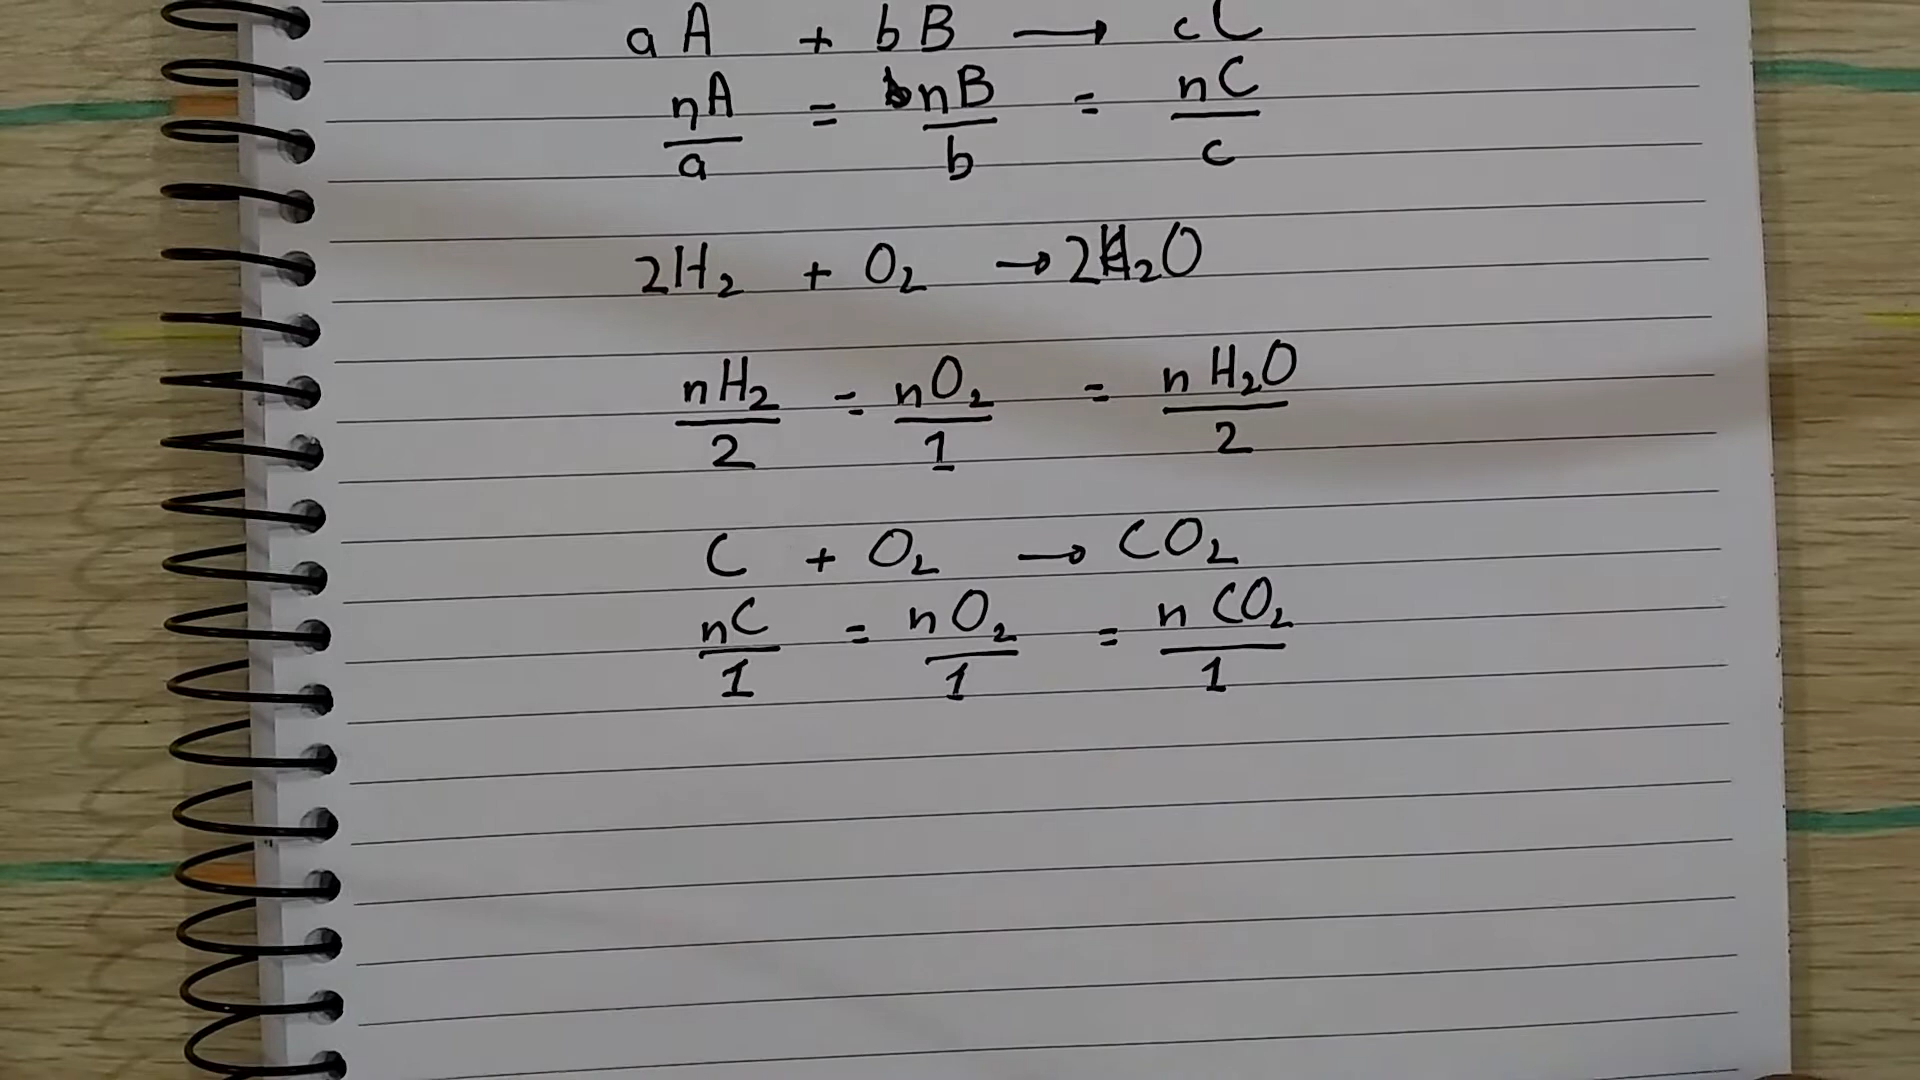 aA + bB → cC
nA/a = nB/b = nC/c
2H₂ + O₂ → 2H₂O
nH₂/2 = nO₂/1 = nH₂O/2
C + O₂ → CO₂
nC/1 = nO₂/1 = nCO₂/1